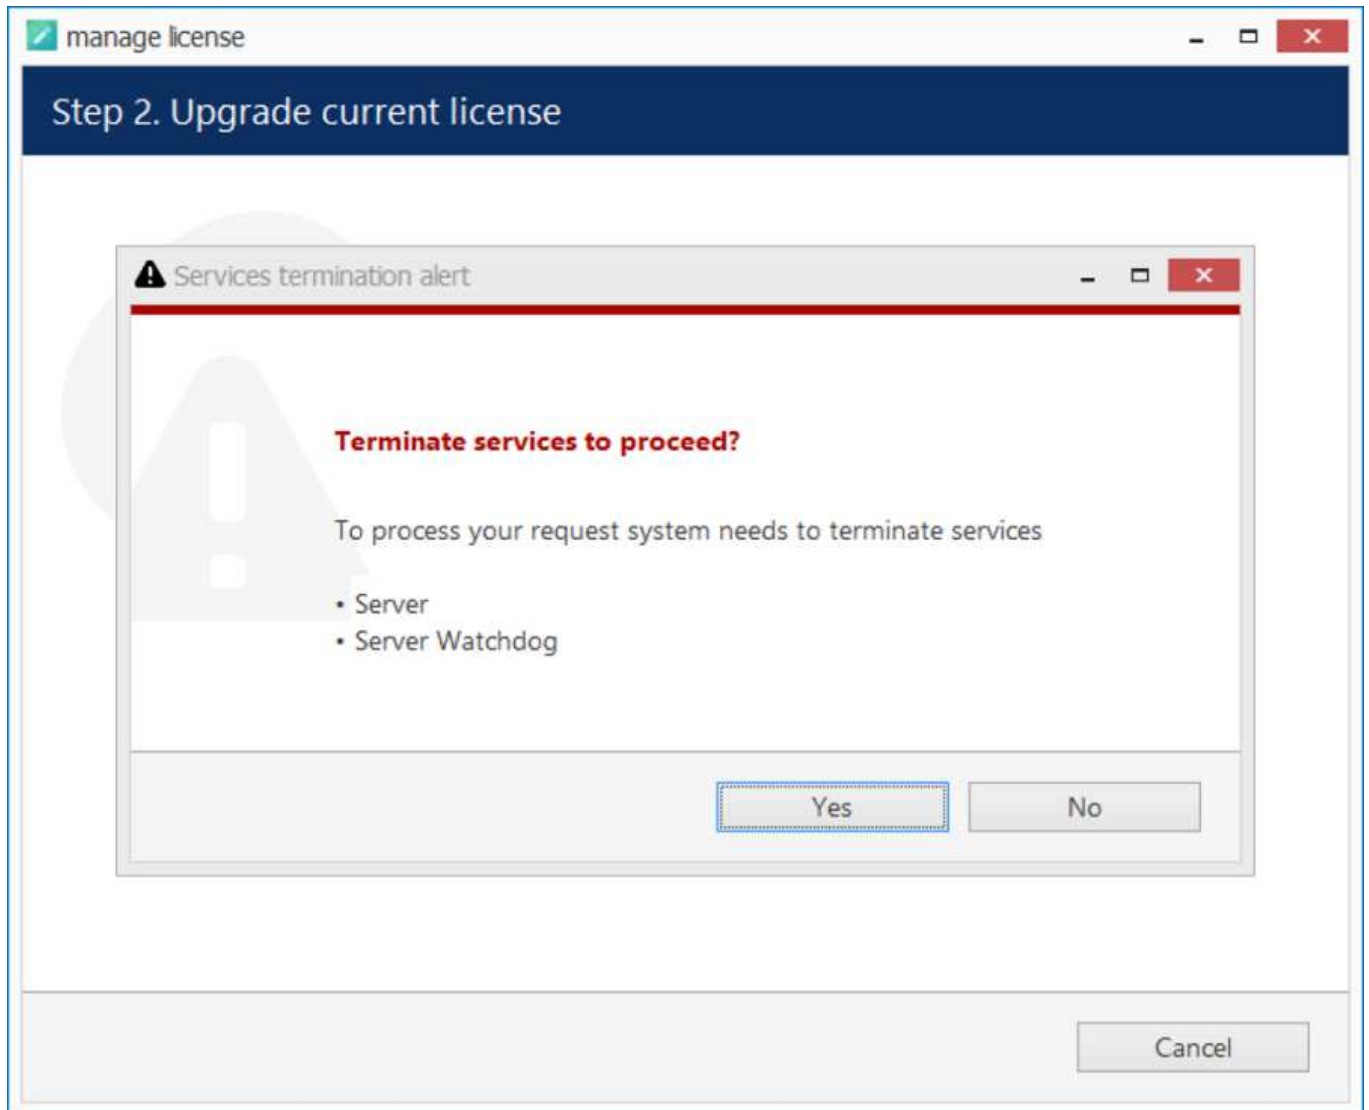 manage license
Step 2. Upgrade current license
Services termination alert
Terminate services to proceed?
To process your request system needs to terminate services
• Server
• Server Watchdog
Yes
No
Cancel